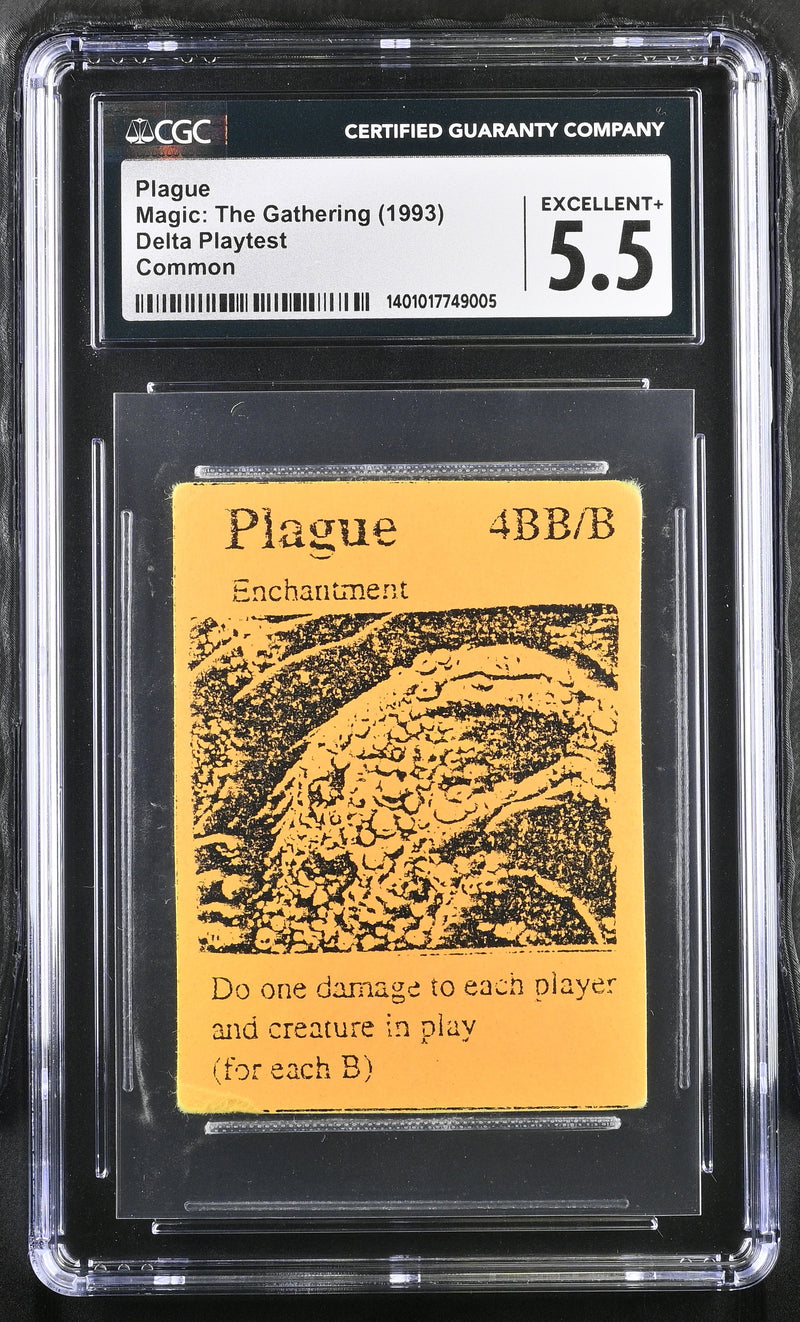 CGC
CERTIFIED GUARANTY COMPANY
Plague
Magic: The Gathering (1993)
Delta Playtest
Common
EXCELLENT+
5.5
1401017749005
Plague 4BB/B
Enchantment
Do one damage to each player
and creature in play
(for each B)